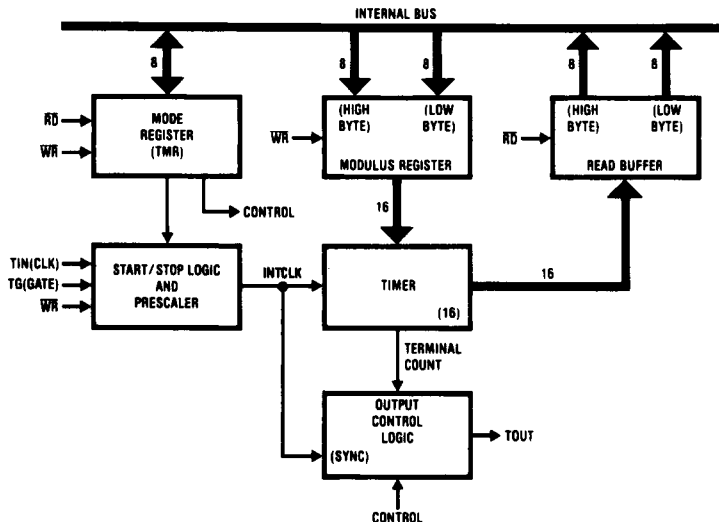 INTERNAL BUS
8
8
8
8
8
RD
WR
MODE
REGISTER
(TMR)
WR
(HIGH
BYTE)
(LOW
BYTE)
MODULUS REGISTER
RD
(HIGH
BYTE)
(LOW
BYTE)
READ BUFFER
CONTROL
16
TIN(CLK)
TG(GATE)
WR
START/STOP LOGIC
AND
PRESCALER
INTCLK
TIMER
(16)
16
TERMINAL
COUNT
OUTPUT
CONTROL
LOGIC
(SYNC)
TOUT
CONTROL